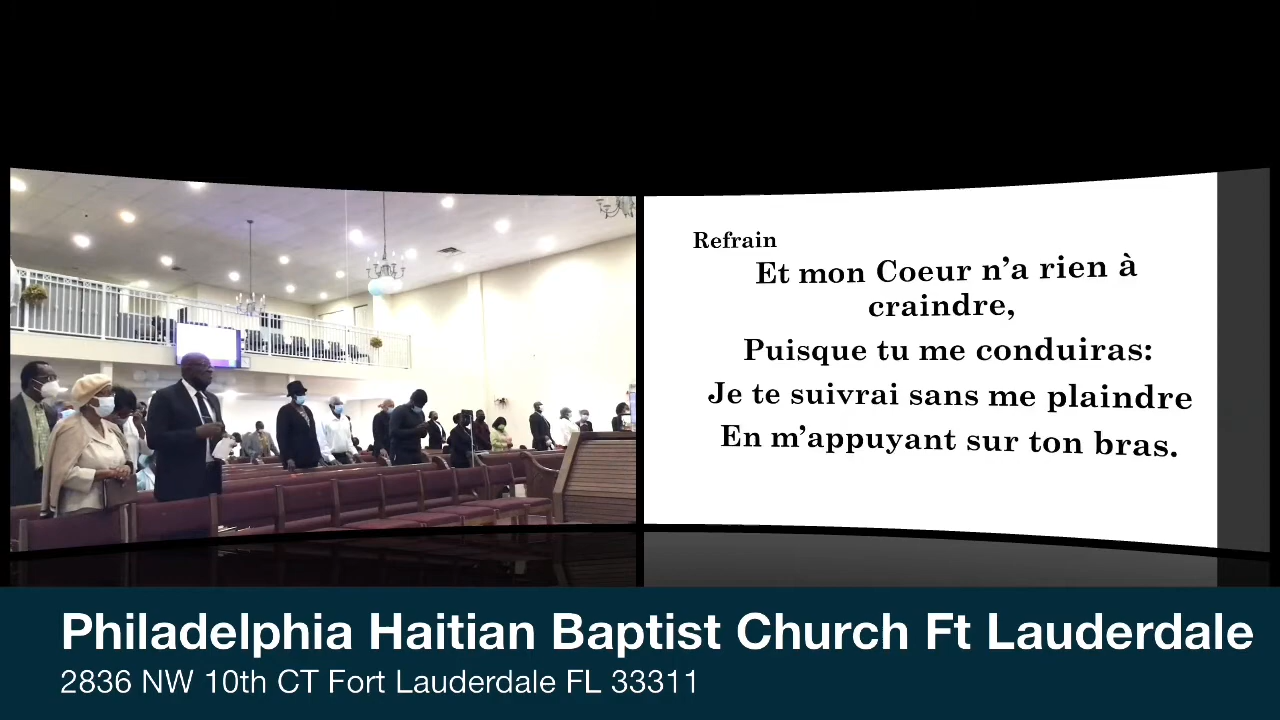 Refrain
Et mon Coeur n’a rien à
craindre,
Puisque tu me conduiras:
Je te suivrai sans me plaindre
En m’appuyant sur ton bras.
Philadelphia Haitian Baptist Church Ft Lauderdale
2836 NW 10th CT Fort Lauderdale FL 33311